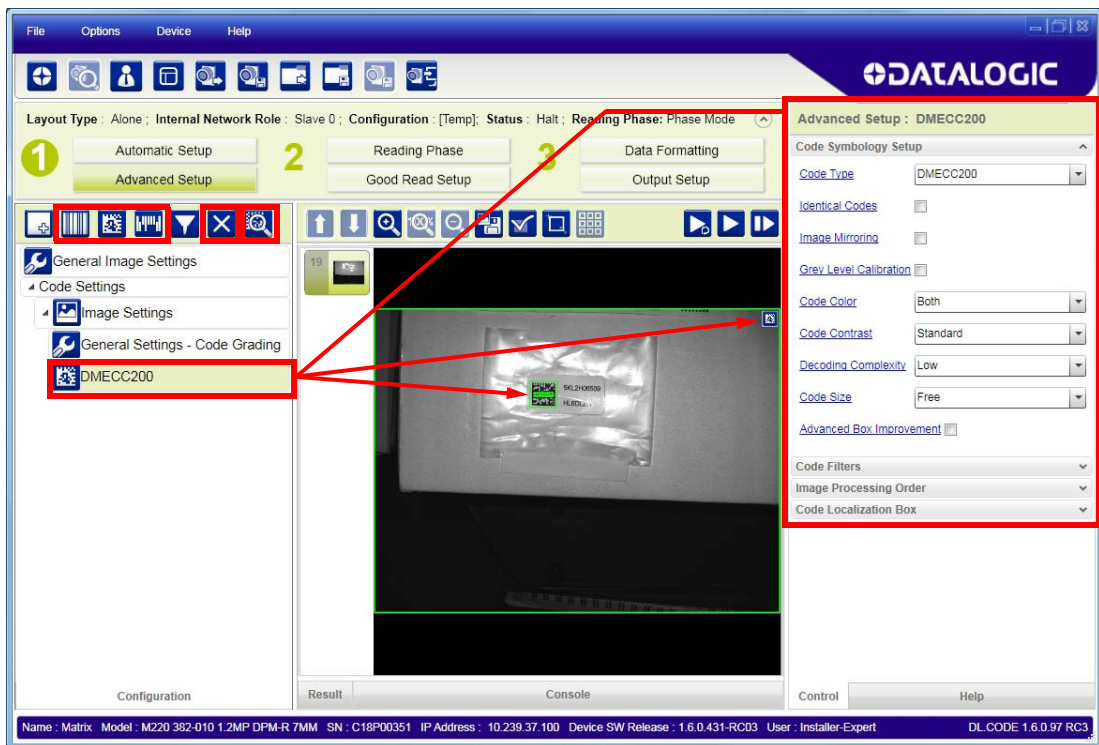 File Options Device Help
DATALOGIC
Layout Type : Alone ; Internal Network Role : Slave 0 ; Configuration : [Temp]; Status : Halt ; Reading Phase: Phase Mode
1 Automatic Setup 2 Reading Phase 3 Data Formatting
Advanced Setup Good Read Setup Output Setup
100%
General Image Settings
Code Settings
Image Settings
General Settings - Code Grading
DMECC200
19
5KL2H06509
Configuration
Result Console
Advanced Setup : DMECC200
Code Symbology Setup
Code Type DMECC200
Identical Codes
Image Mirroring
Grey Level Calibration
Code Color Both
Code Contrast Standard
Decoding Complexity Low
Code Size Free
Advanced Box Improvement
Code Filters
Image Processing Order
Code Localization Box
Control Help
Name : Matrix Model : M220 382-010 1.2MP DPM-R 7MM SN : C18P00351 IP Address : 10.239.37.100 Device SW Release : 1.6.0.431-RC03 User : Installer-Expert DL.CODE 1.6.0.97 RC3